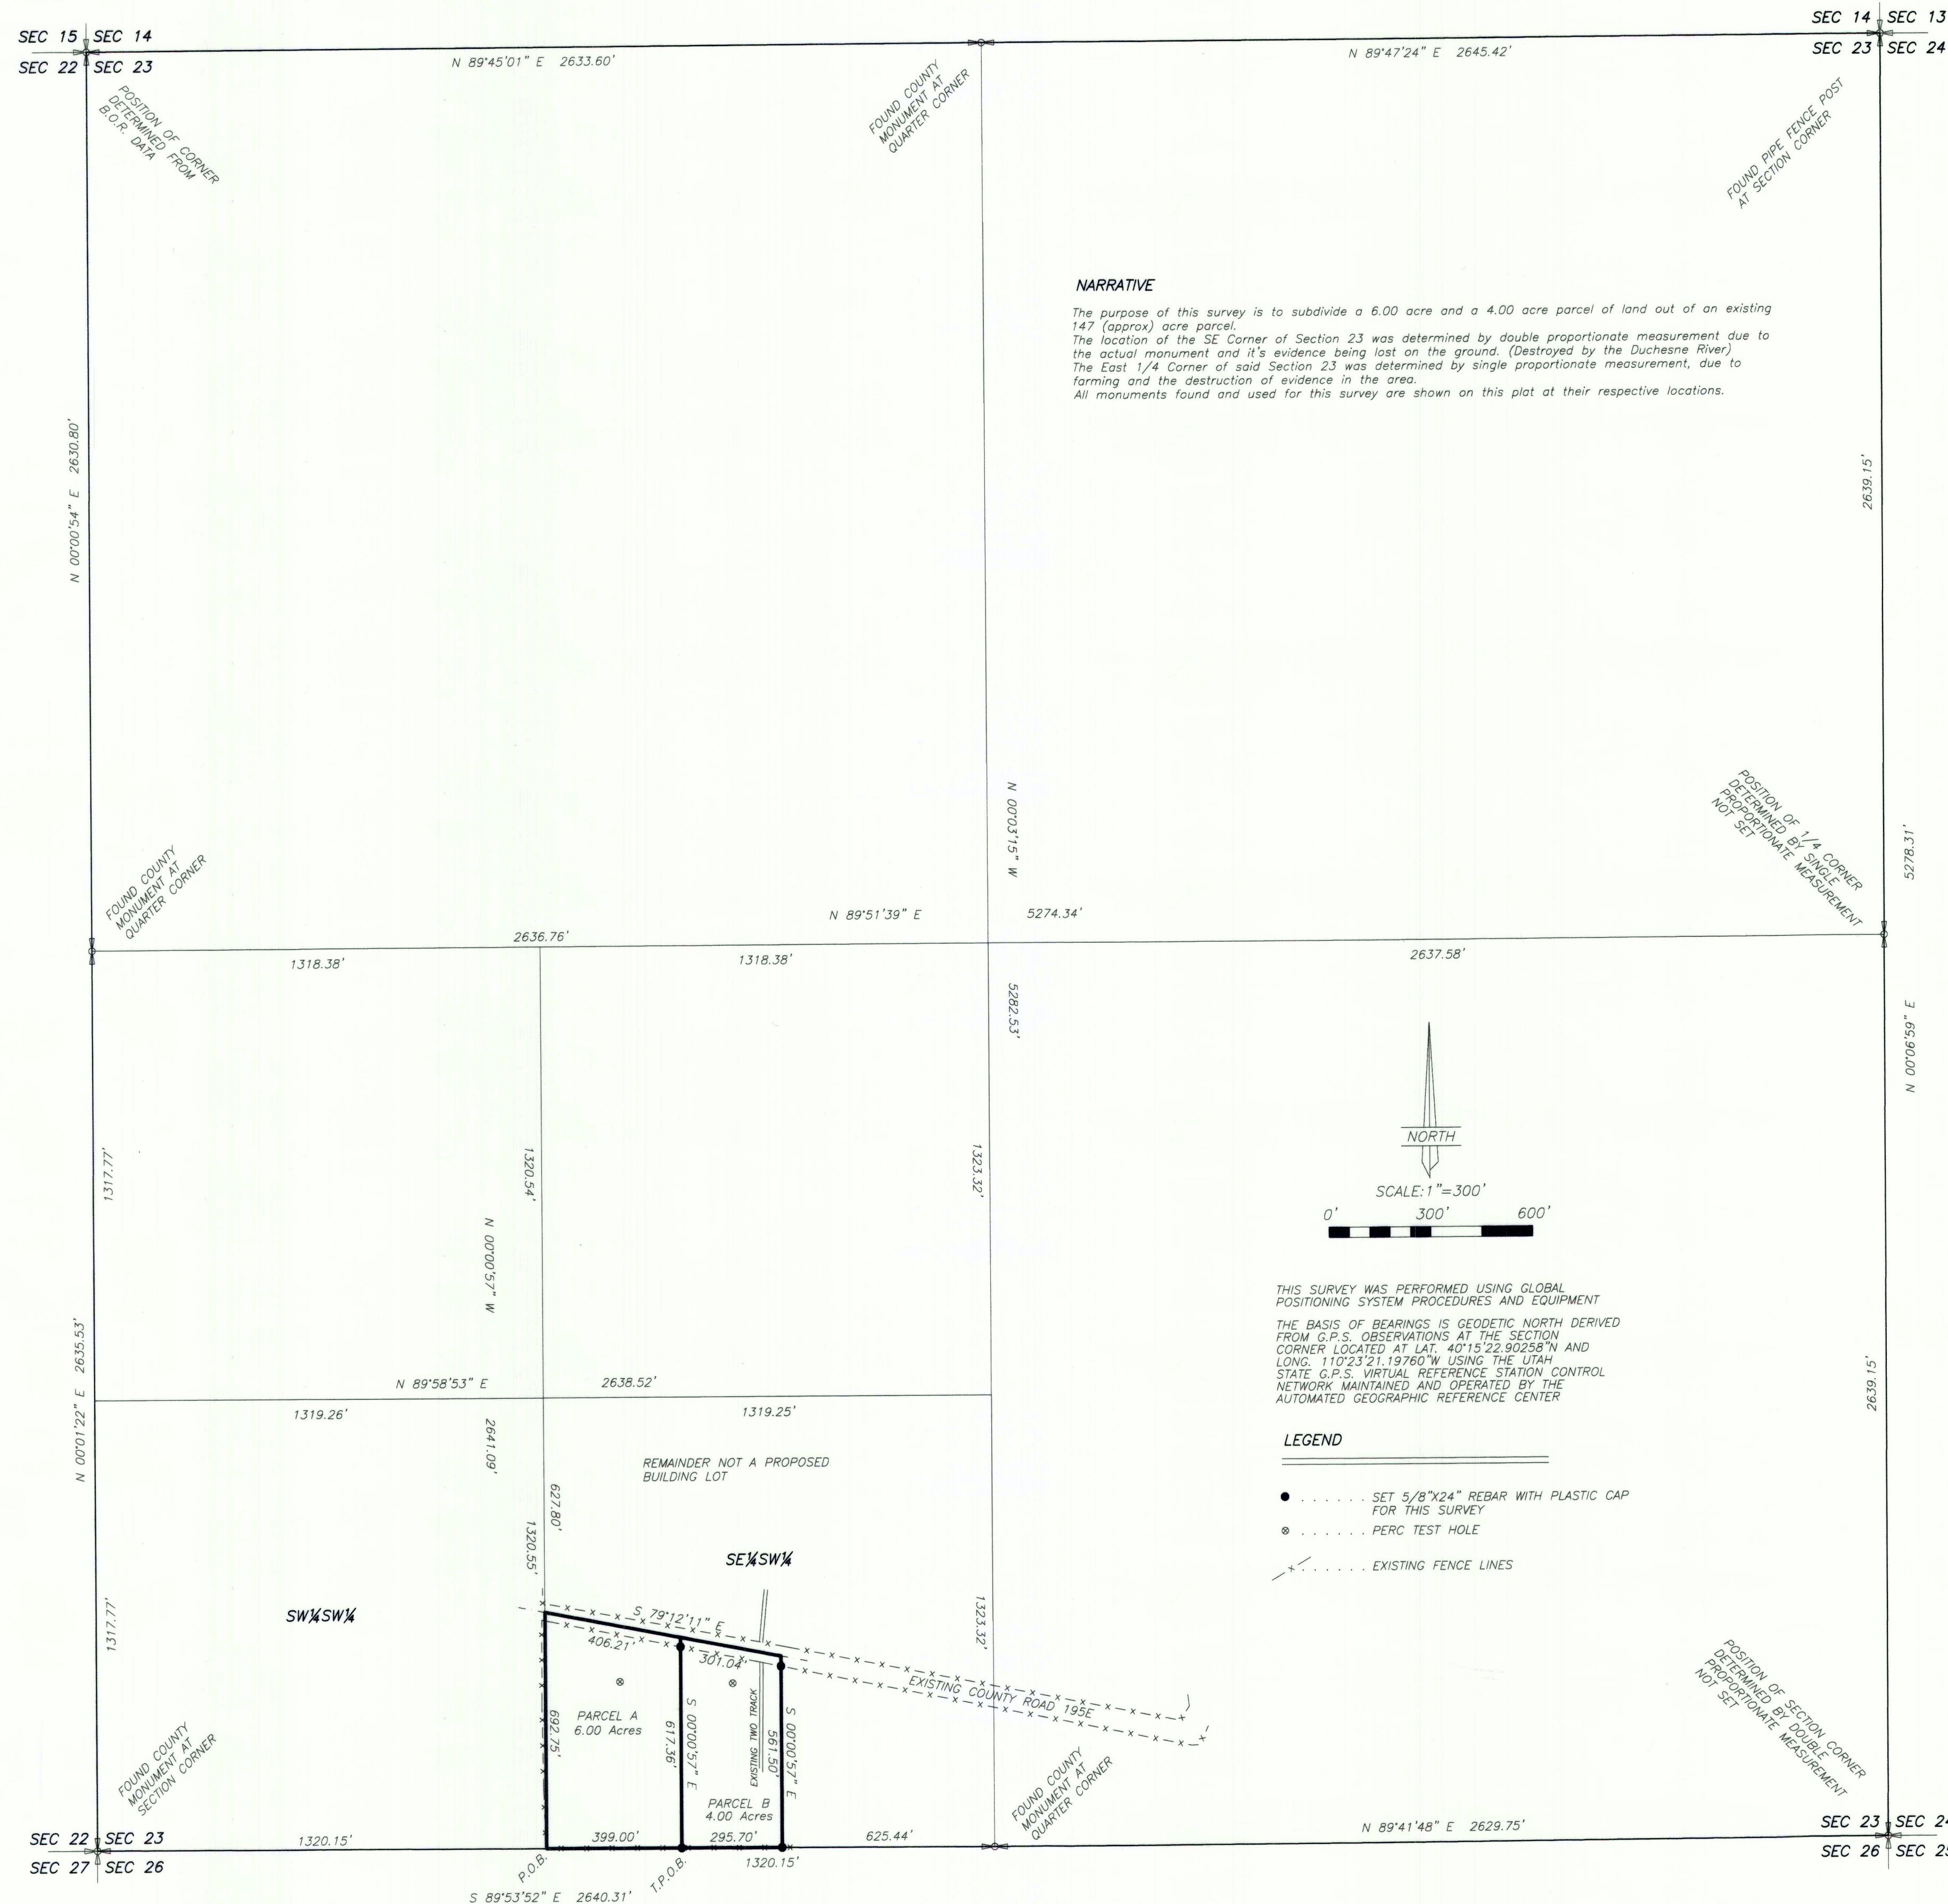 SEC 15 SEC 14
SEC 22 SEC 23
N 89°45'01" E 2633.60'
N 89°47'24" E 2645.42'
SEC 14 SEC 13
SEC 23 SEC 24
POSITION OF CORNER
DETERMINED FROM
B.O.R. DATA
FOUND COUNTY
MONUMENT AT
QUARTER CORNER
FOUND PIPE FENCE POST
AT SECTION CORNER
NARRATIVE
The purpose of this survey is to subdivide a 6.00 acre and a 4.00 acre parcel of land out of an existing
147 (approx) acre parcel.
The location of the SE Corner of Section 23 was determined by double proportionate measurement due to
the actual monument and it's evidence being lost on the ground. (Destroyed by the Duchesne River)
The East 1/4 Corner of said Section 23 was determined by single proportionate measurement, due to
farming and the destruction of evidence in the area.
All monuments found and used for this survey are shown on this plat at their respective locations.
N 00°00'54" E 2630.80'
2639.15'
FOUND COUNTY
MONUMENT AT
QUARTER CORNER
N 00°03'15" W
5282.53'
POSITION OF 1/4 CORNER
DETERMINED BY SINGLE
PROPORTIONATE MEASUREMENT
NOT SET
5278.31'
N 00°06'59" E
N 89°51'39" E 5274.34'
2636.76'
1318.38'
1318.38'
2637.58'
1317.77'
1320.54'
1323.32'
NORTH
SCALE:1"=300'
0' 300' 600'
N 00°00'57" W
2641.09'
THIS SURVEY WAS PERFORMED USING GLOBAL
POSITIONING SYSTEM PROCEDURES AND EQUIPMENT
THE BASIS OF BEARINGS IS GEODETIC NORTH DERIVED
FROM G.P.S. OBSERVATIONS AT THE SECTION
CORNER LOCATED AT LAT. 40°15'22.90258"N AND
LONG. 110°23'21.19760"W USING THE UTAH
STATE G.P.S. VIRTUAL REFERENCE STATION CONTROL
NETWORK MAINTAINED AND OPERATED BY THE
AUTOMATED GEOGRAPHIC REFERENCE CENTER
N 00°01'22" E 2635.53'
N 89°58'53" E 2638.52'
1319.26'
1319.25'
2639.15'
LEGEND
SET 5/8"X24" REBAR WITH PLASTIC CAP
FOR THIS SURVEY
PERC TEST HOLE
EXISTING FENCE LINES
REMAINDER NOT A PROPOSED
BUILDING LOT
627.80'
1320.55'
SE¼SW¼
SW¼SW¼
1317.77'
1323.32'
S 79°12'11" E
406.21'
301.04'
EXISTING COUNTY ROAD 195E
PARCEL A
6.00 Acres
692.75'
617.36'
S 00°00'57" E
EXISTING TWO TRACK
561.50'
S 00°00'57" E
PARCEL B
4.00 Acres
FOUND COUNTY
MONUMENT AT
SECTION CORNER
FOUND COUNTY
MONUMENT AT
QUARTER CORNER
POSITION OF SECTION CORNER
DETERMINED BY DOUBLE
PROPORTIONATE MEASUREMENT
NOT SET
SEC 22 SEC 23
SEC 27 SEC 26
1320.15'
399.00'
295.70'
625.44'
1320.15'
N 89°41'48" E 2629.75'
SEC 23 SEC 24
SEC 26 SEC 25
P.O.B.
T.P.O.B.
S 89°53'52" E 2640.31'